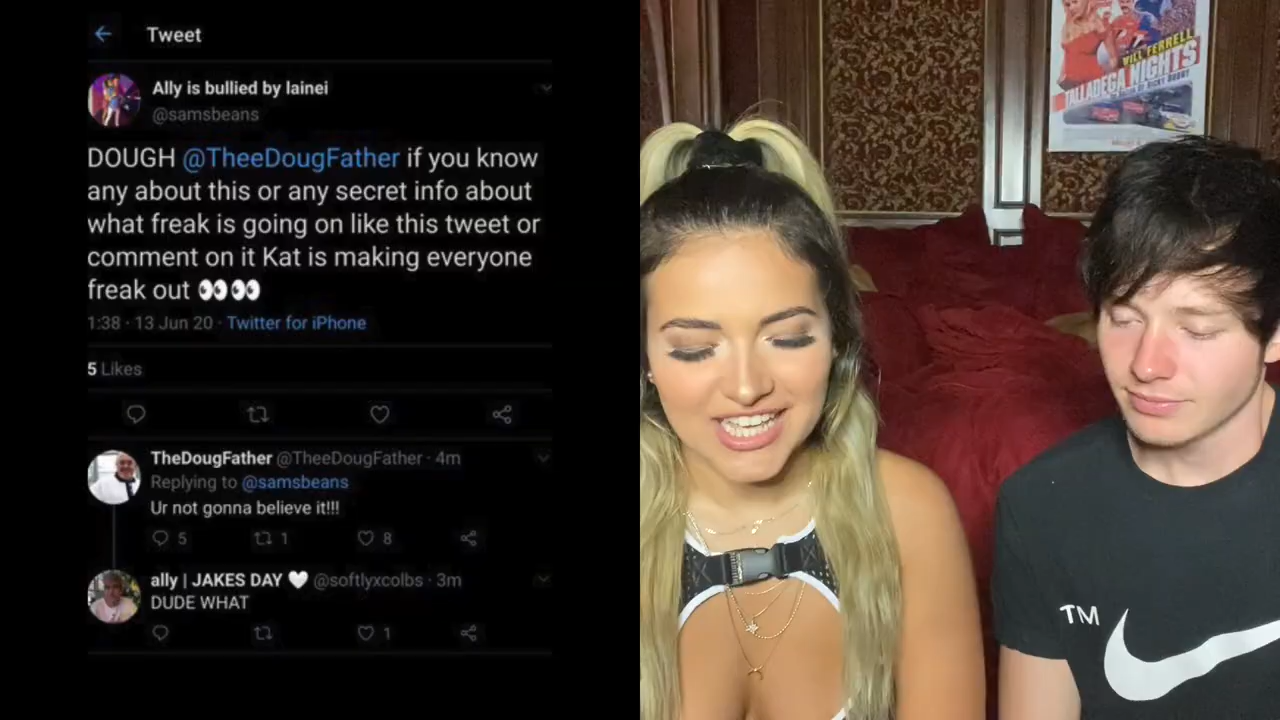 Tweet
Ally is bullied by lainei
@samsbeans
DOUGH @TheeDougFather if you know
any about this or any secret info about
what freak is going on like this tweet or
comment on it Kat is making everyone
freak out 👀👀
1:38 · 13 Jun 20 · Twitter for iPhone
5 Likes
TheDougFather @TheeDougFather · 4m
Replying to @samsbeans
Ur not gonna believe it!!!
5 1 8
ally | JAKES DAY 🤍 @softlyxcolbs · 3m
DUDE WHAT
1
WILL FERRELL
TALLADEGA NIGHTS
TM